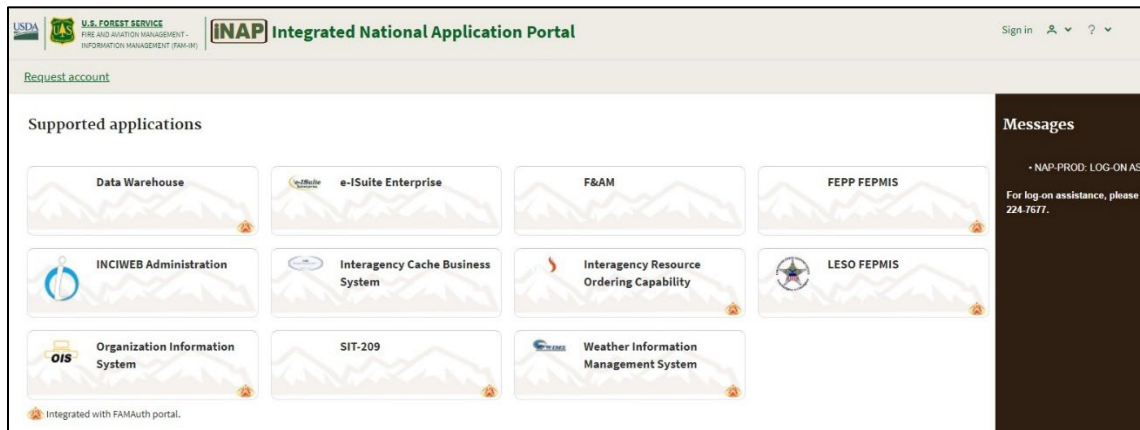 USDA
UAS
U.S. FOREST SERVICE
FIRE AND AVIATION MANAGEMENT -
INFORMATION MANAGEMENT (FAM-IM)
iNAP Integrated National Application Portal
Sign in
?
Request account
Supported applications
Messages
• NAP-PROD: LOG-ON AS
For log-on assistance, please
224-7677.
Data Warehouse
e-ISuite
e-ISuite Enterprise
F&AM
FEPP FEPMIS
INCIWEB Administration
Interagency Cache Business
System
Interagency Resource
Ordering Capability
LESO FEPMIS
OIS
Organization Information
System
SIT-209
Weather Information
Management System
Integrated with FAMAuth portal.